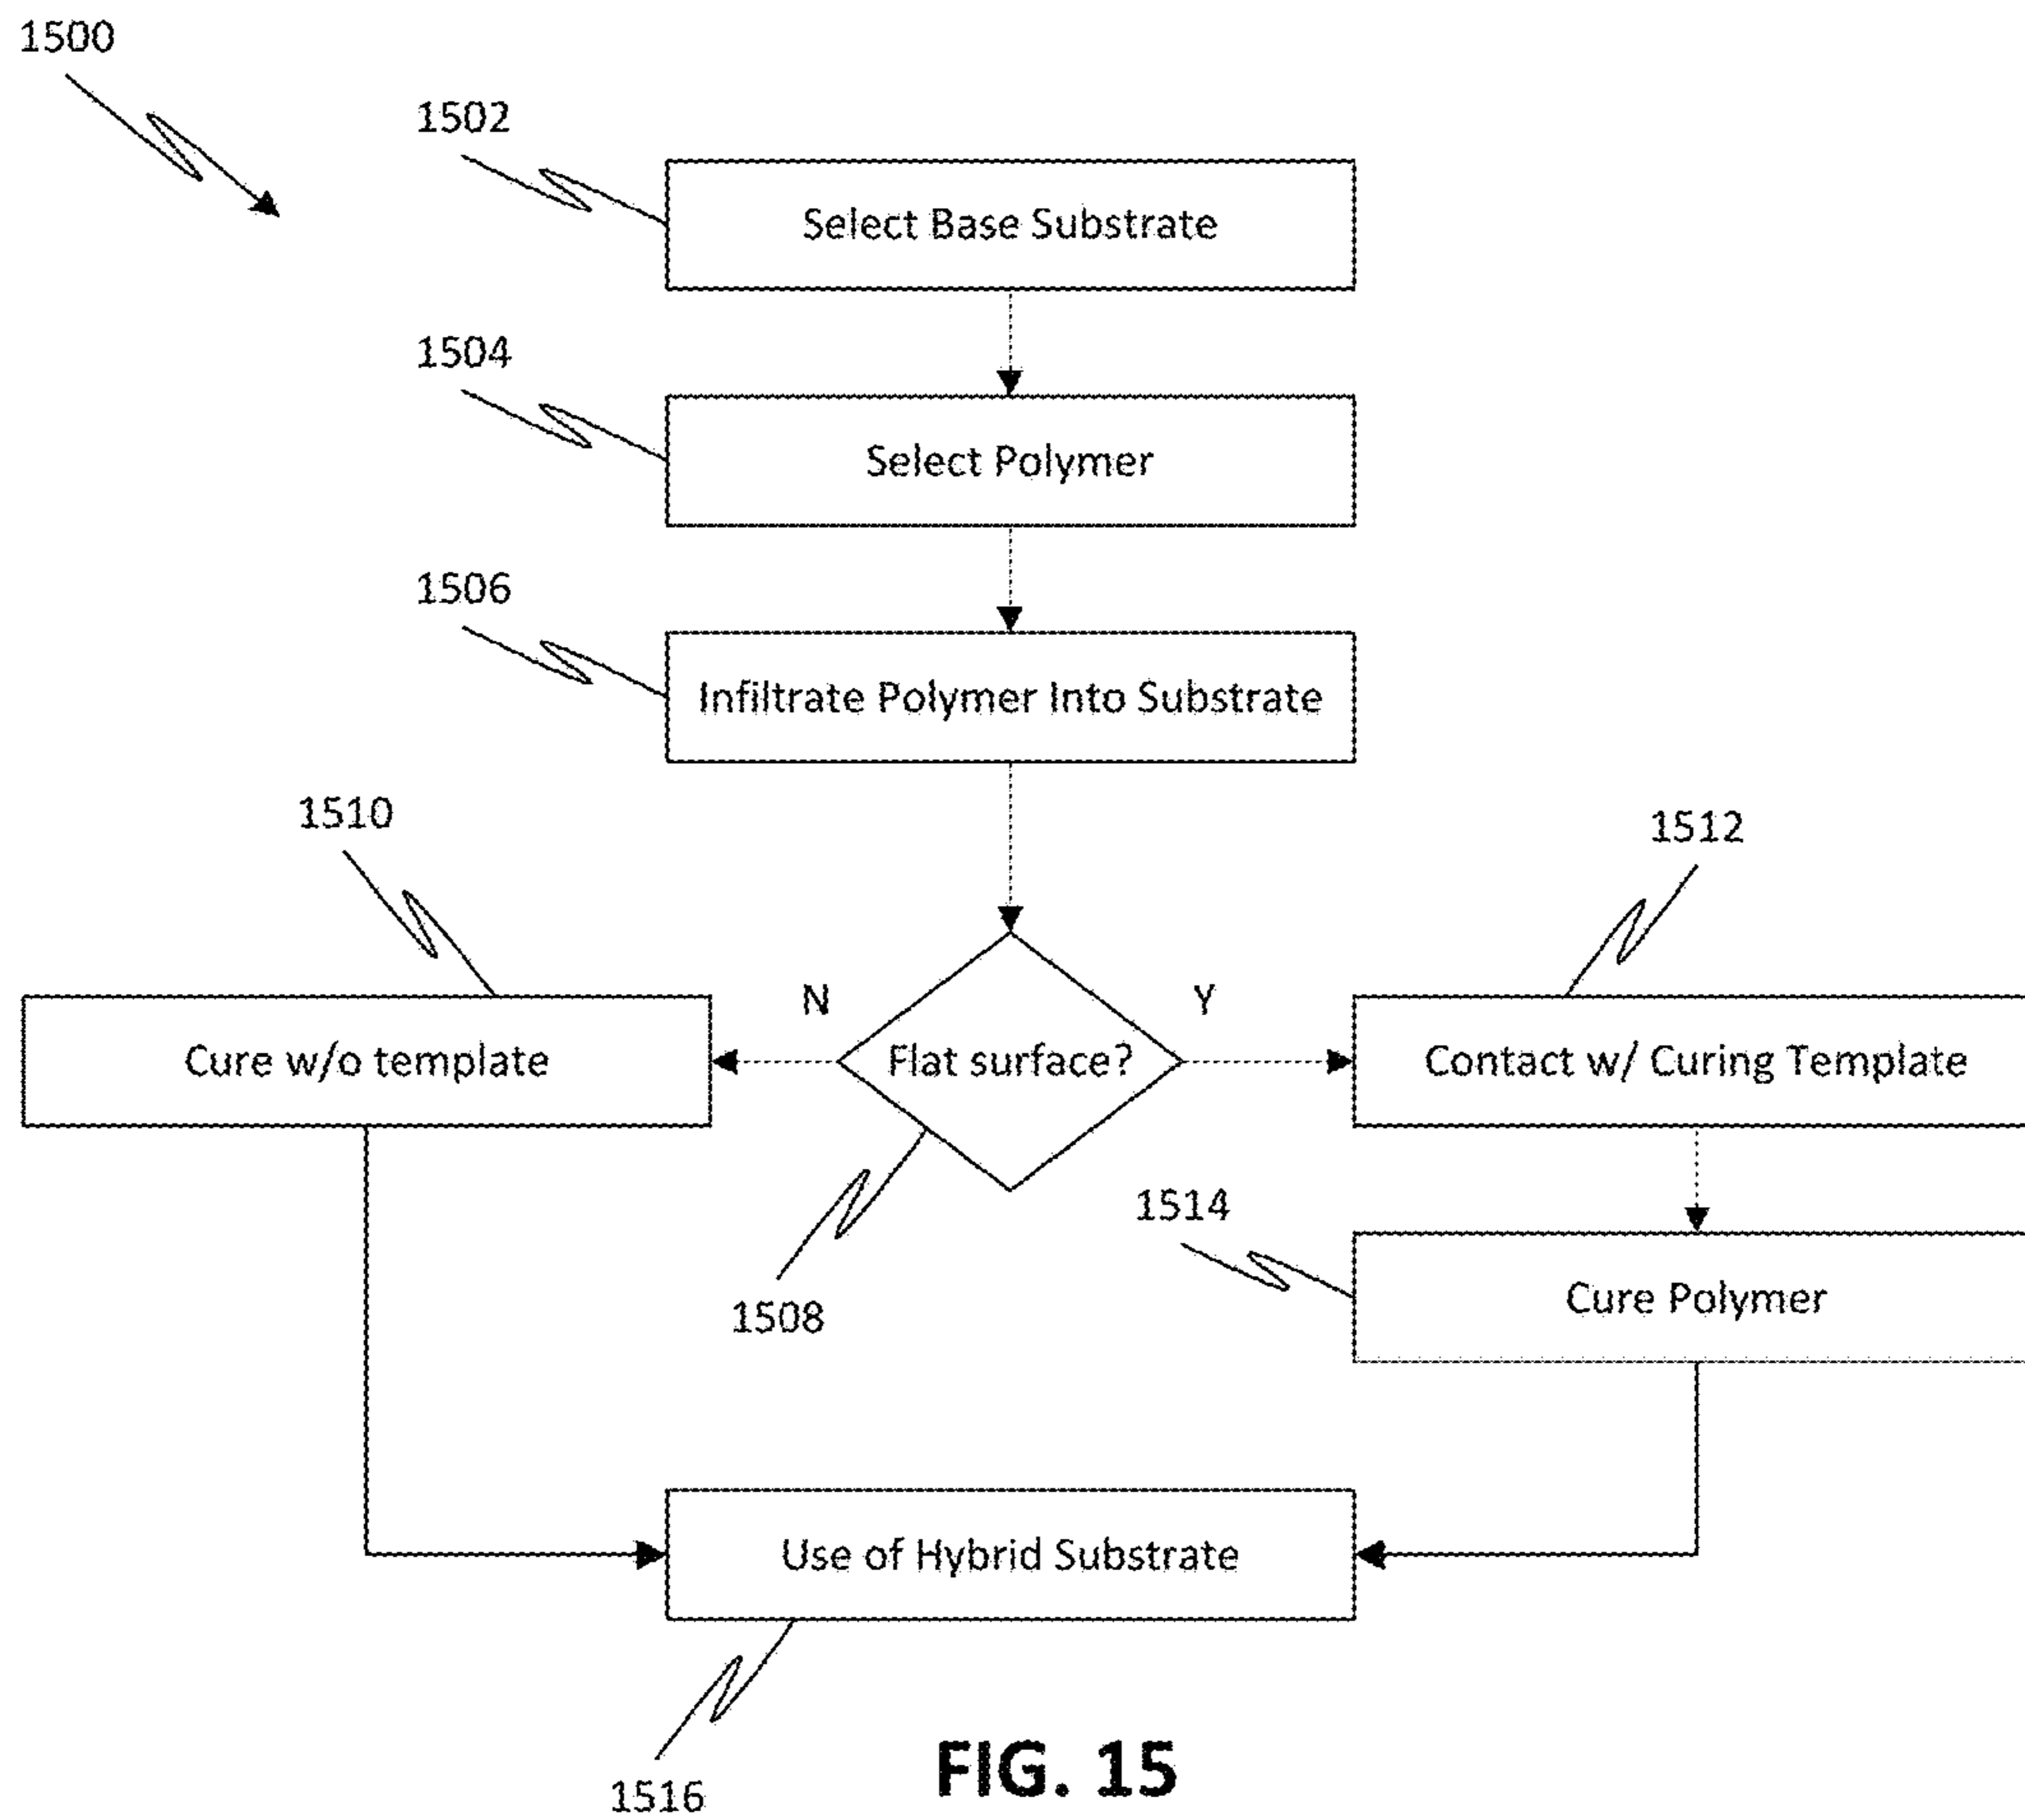 1500
1502
Select Base Substrate
1504
Select Polymer
1506
Infiltrate Polymer Into Substrate
1510
1512
N
Y
Cure w/o template
Flat surface?
Contact w/ Curing Template
1514
1508
Cure Polymer
Use of Hybrid Substrate
1516
FIG. 15